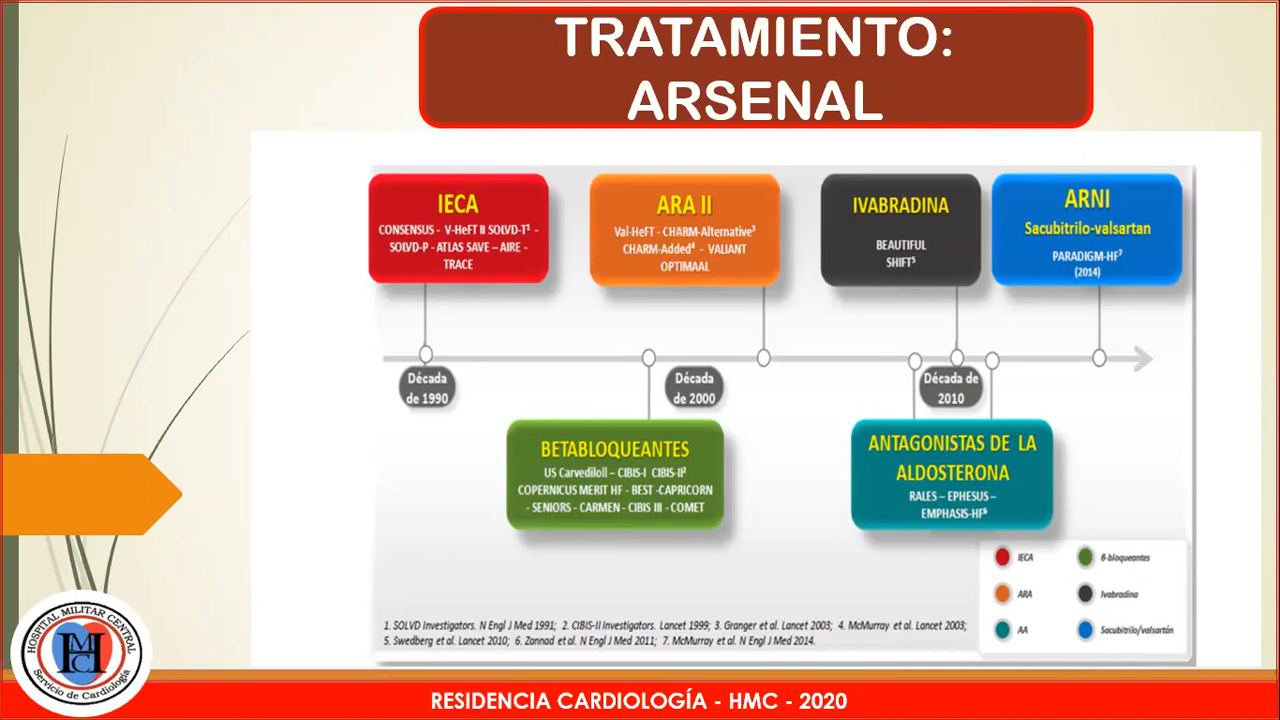 TRATAMIENTO:
ARSENAL
IECA
CONSENSUS - V-HeFT II SOLVD-T¹ -
SOLVD-P - ATLAS SAVE – AIRE -
TRACE
ARA II
Val-HeFT - CHARM-Alternative³
CHARM-Added⁴ - VALIANT
OPTIMAAL
IVABRADINA
BEAUTIFUL
SHIFT⁵
ARNI
Sacubitrilo-valsartan
PARADIGM-HF⁷
(2014)
Década
de 1990
Década
de 2000
Década de
2010
BETABLOQUEANTES
US Carvediloll – CIBIS-I CIBIS-II²
COPERNICUS MERIT HF - BEST -CAPRICORN
- SENIORS - CARMEN - CIBIS III - COMET
ANTAGONISTAS DE LA
ALDOSTERONA
RALES – EPHESUS –
EMPHASIS-HF⁶
IECA
β-bloqueantes
ARA
Ivabradina
AA
Sacubitrilo/valsartán
1. SOLVD Investigators. N Engl J Med 1991; 2. CIBIS-II Investigators. Lancet 1999; 3. Granger et al. Lancet 2003; 4. McMurray et al. Lancet 2003;
5. Swedberg et al. Lancet 2010; 6. Zannad et al. N Engl J Med 2011; 7. McMurray et al. N Engl J Med 2014.
HOSPITAL MILITAR CENTRAL
HMC
Servicio de Cardiología
RESIDENCIA CARDIOLOGÍA - HMC - 2020